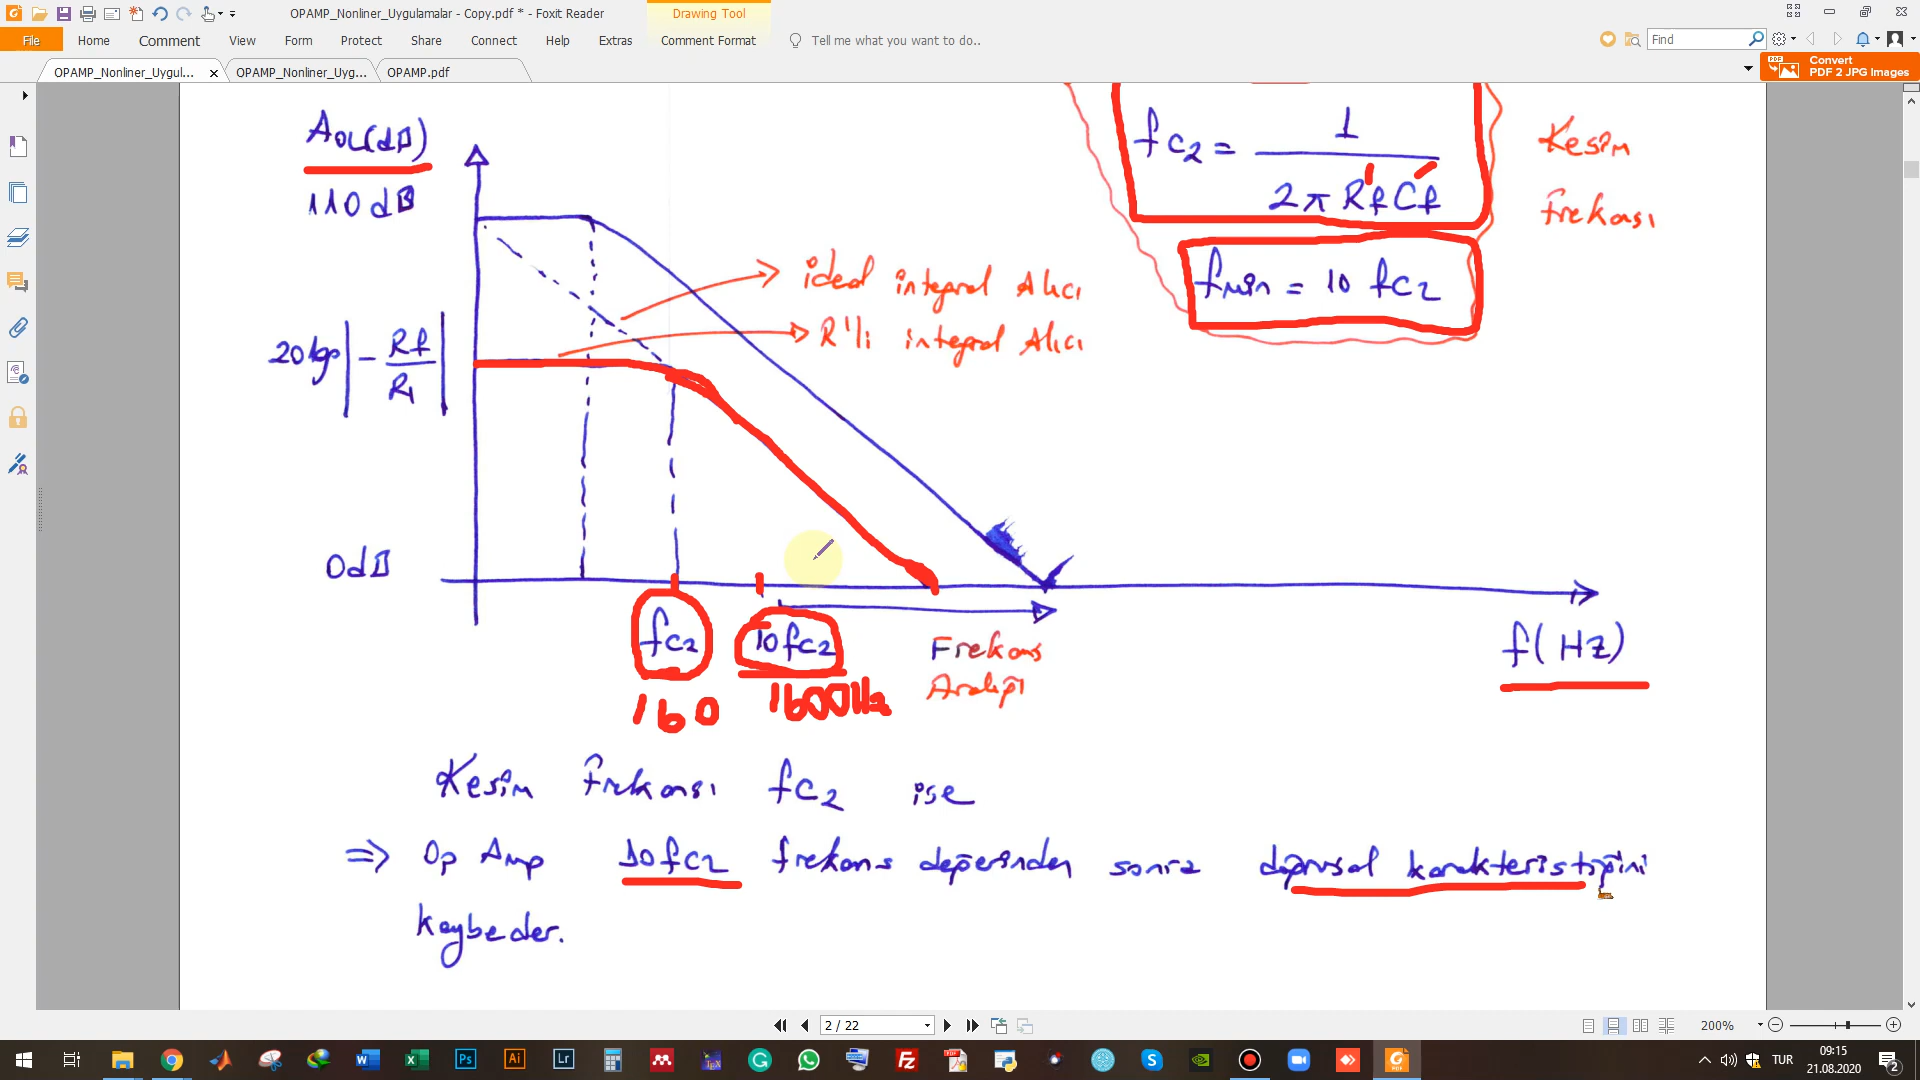 OPAMP_Nonliner_Uygulamalar - Copy.pdf * - Foxit Reader
Drawing Tool
File
Home
Comment
View
Form
Protect
Share
Connect
Help
Extras
Comment Format
Tell me what you want to do..
Find
OPAMP_Nonliner_Uygul...
OPAMP_Nonliner_Uyg...
OPAMP.pdf
Convert
PDF 2 JPG Images
AOL(dB)
110 dB
fc2 = 1 / 2π Rf Cf
Kesim
Frekansı
fmin = 10 fc2
ideal integral Alıcı
R'li integral Alıcı
20log |- Rf/R1|
0dB
fc2
10fc2
Frekans
Aralığı
f(Hz)
160
1600Hz
Kesim Frekansı fc2 ise
⇒ Op Amp 10fc2 frekans değerinden sonra doğrusal karakteristiğini
kaybeder.
2 / 22
200%
TUR
09:15
21.08.2020
2